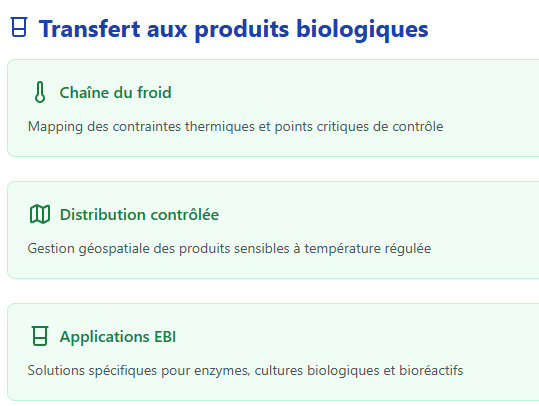 Transfert aux produits biologiques
Chaîne du froid
Mapping des contraintes thermiques et points critiques de contrôle
Distribution contrôlée
Gestion géospatiale des produits sensibles à température régulée
Applications EBI
Solutions spécifiques pour enzymes, cultures biologiques et bioréactifs